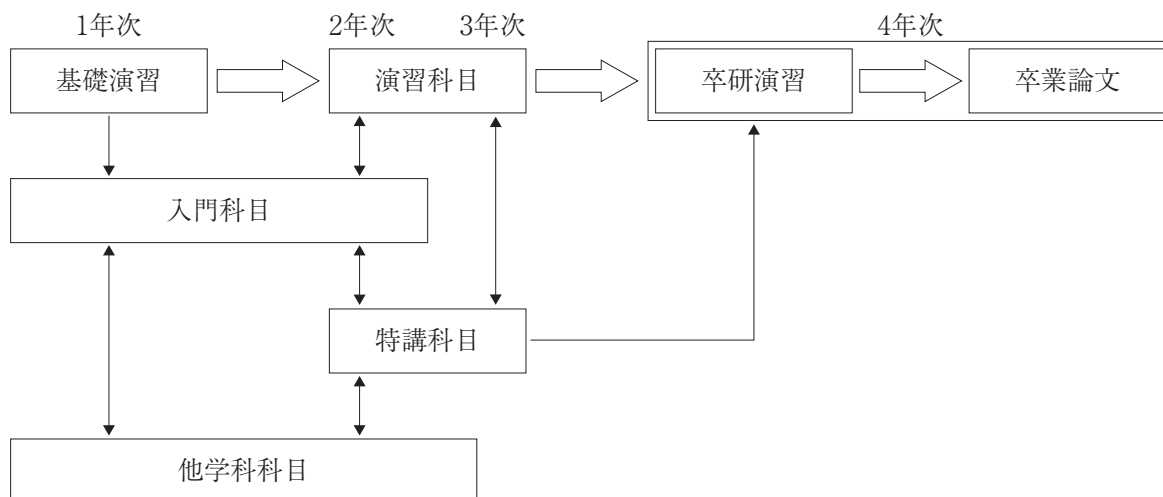 1年次
2年次
3年次
4年次
基礎演習
演習科目
卒研演習
卒業論文
入門科目
特講科目
他学科科目